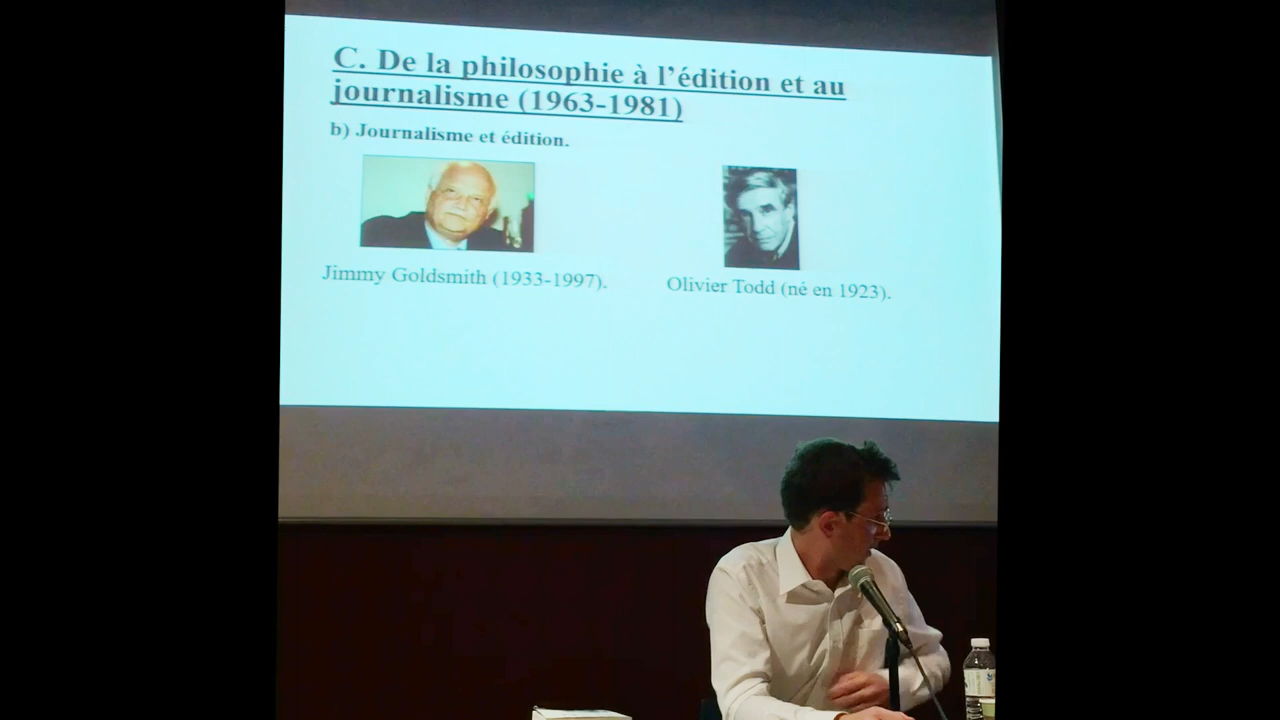 C. De la philosophie à l’édition et au
journalisme (1963-1981)
b) Journalisme et édition.
Jimmy Goldsmith (1933-1997).
Olivier Todd (né en 1923).